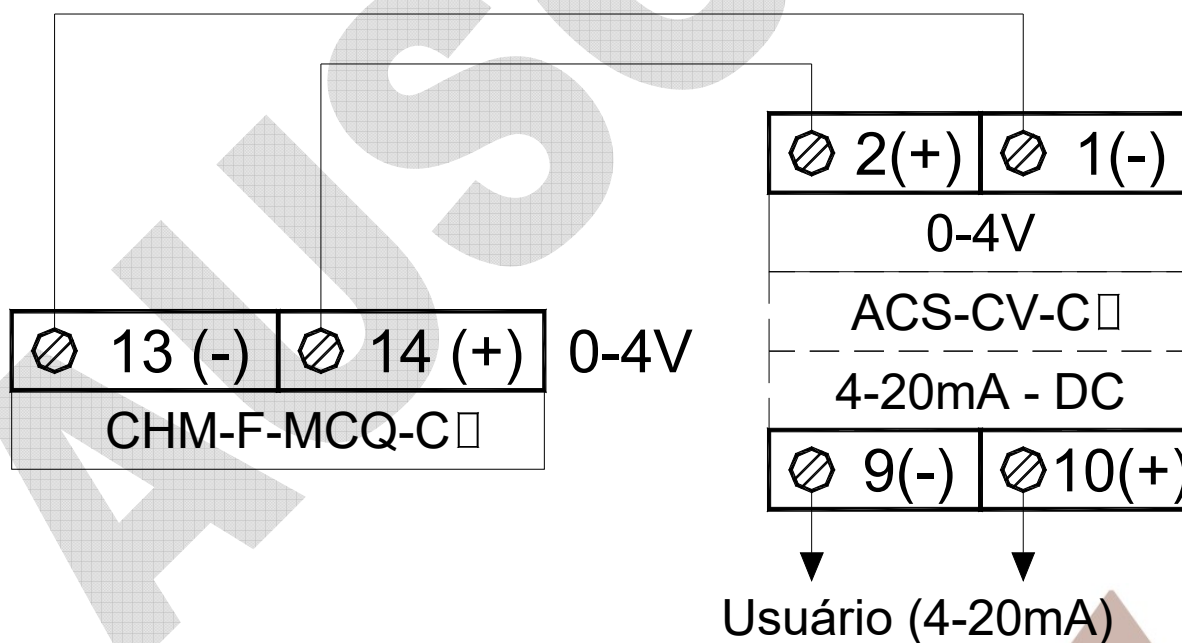 2(+) 1(-)
0-4V
ACS-CV-C▯
4-20mA - DC
9(-) 10(+)
Usuário (4-20mA)
13 (-) 14 (+) 0-4V
CHM-F-MCQ-C▯